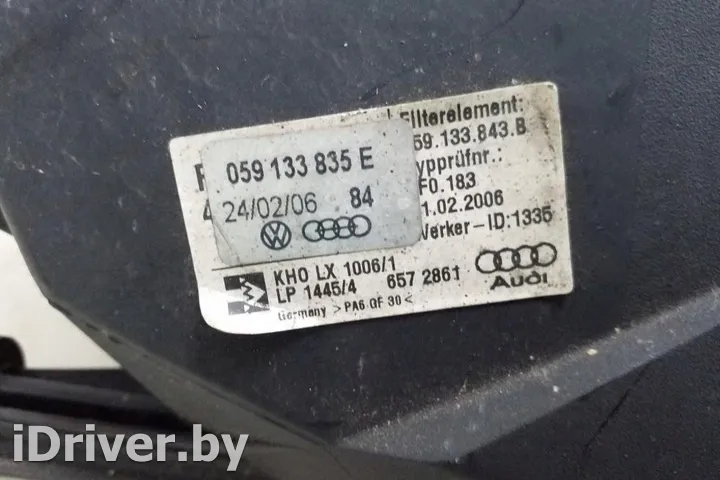 Filterelement:
59.133.843.B
ypprüfnr.:
F0.183
1.02.2006
Werker-ID:1335
059 133 835 E
24/02/06 84
KHO LX 1006/1
LP 1445/4 657 2861
Germany >PA6 GF 30<
Audi
iDriver.by